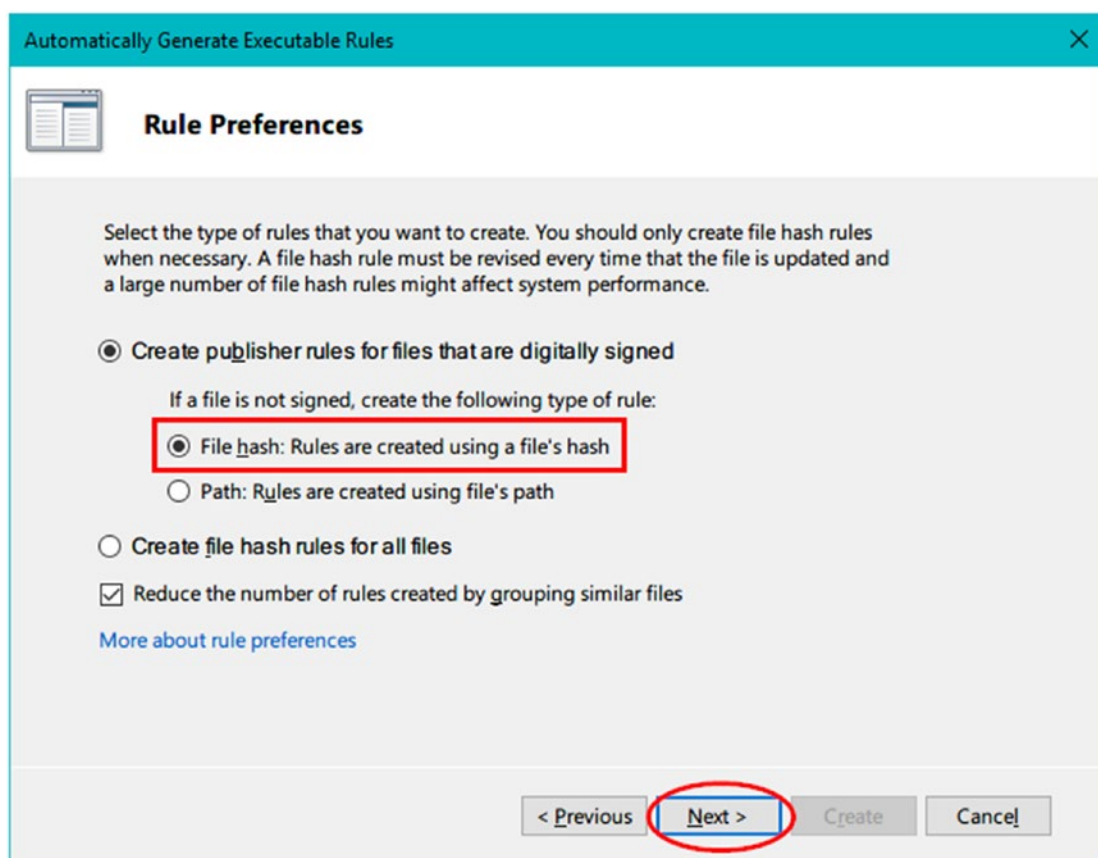 Automatically Generate Executable Rules
Rule Preferences
Select the type of rules that you want to create. You should only create file hash rules
when necessary. A file hash rule must be revised every time that the file is updated and
a large number of file hash rules might affect system performance.
Create publisher rules for files that are digitally signed
If a file is not signed, create the following type of rule:
File hash: Rules are created using a file's hash
Path: Rules are created using file's path
Create file hash rules for all files
Reduce the number of rules created by grouping similar files
More about rule preferences
< Previous
Next >
Create
Cancel